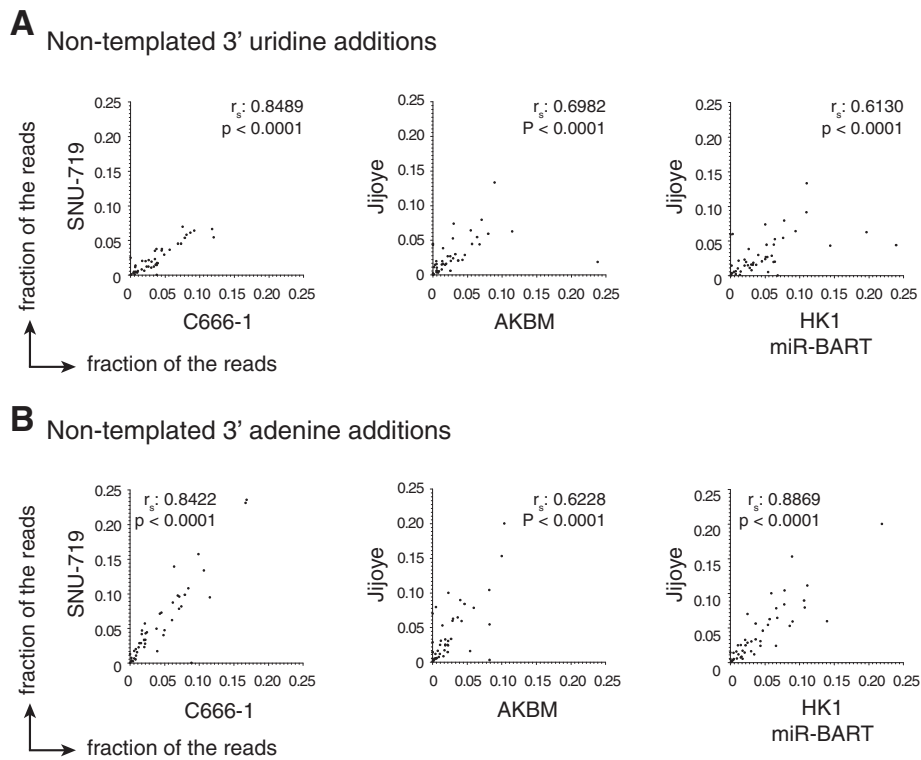 A Non-templated 3’ uridine additions
fraction of the reads
fraction of the reads
SNU-719
0.25
0.20
0.15
0.10
0.05
0
0 0.05 0.10 0.15 0.20 0.25
C666-1
rs: 0.8489
p < 0.0001
Jijoye
0.25
0.20
0.15
0.10
0.05
0
0 0.05 0.10 0.15 0.20 0.25
AKBM
rs: 0.6982
P < 0.0001
Jijoye
0.25
0.20
0.15
0.10
0.05
0
0 0.05 0.10 0.15 0.20 0.25
HK1
miR-BART
rs: 0.6130
p < 0.0001
B Non-templated 3’ adenine additions
fraction of the reads
fraction of the reads
SNU-719
0.25
0.20
0.15
0.10
0.05
0
0 0.05 0.10 0.15 0.20 0.25
C666-1
rs: 0.8422
p < 0.0001
Jijoye
0.25
0.20
0.15
0.10
0.05
0
0 0.05 0.10 0.15 0.20 0.25
AKBM
rs: 0.6228
P < 0.0001
Jijoye
0.25
0.20
0.15
0.10
0.05
0
0 0.05 0.10 0.15 0.20 0.25
HK1
miR-BART
rs: 0.8869
p < 0.0001